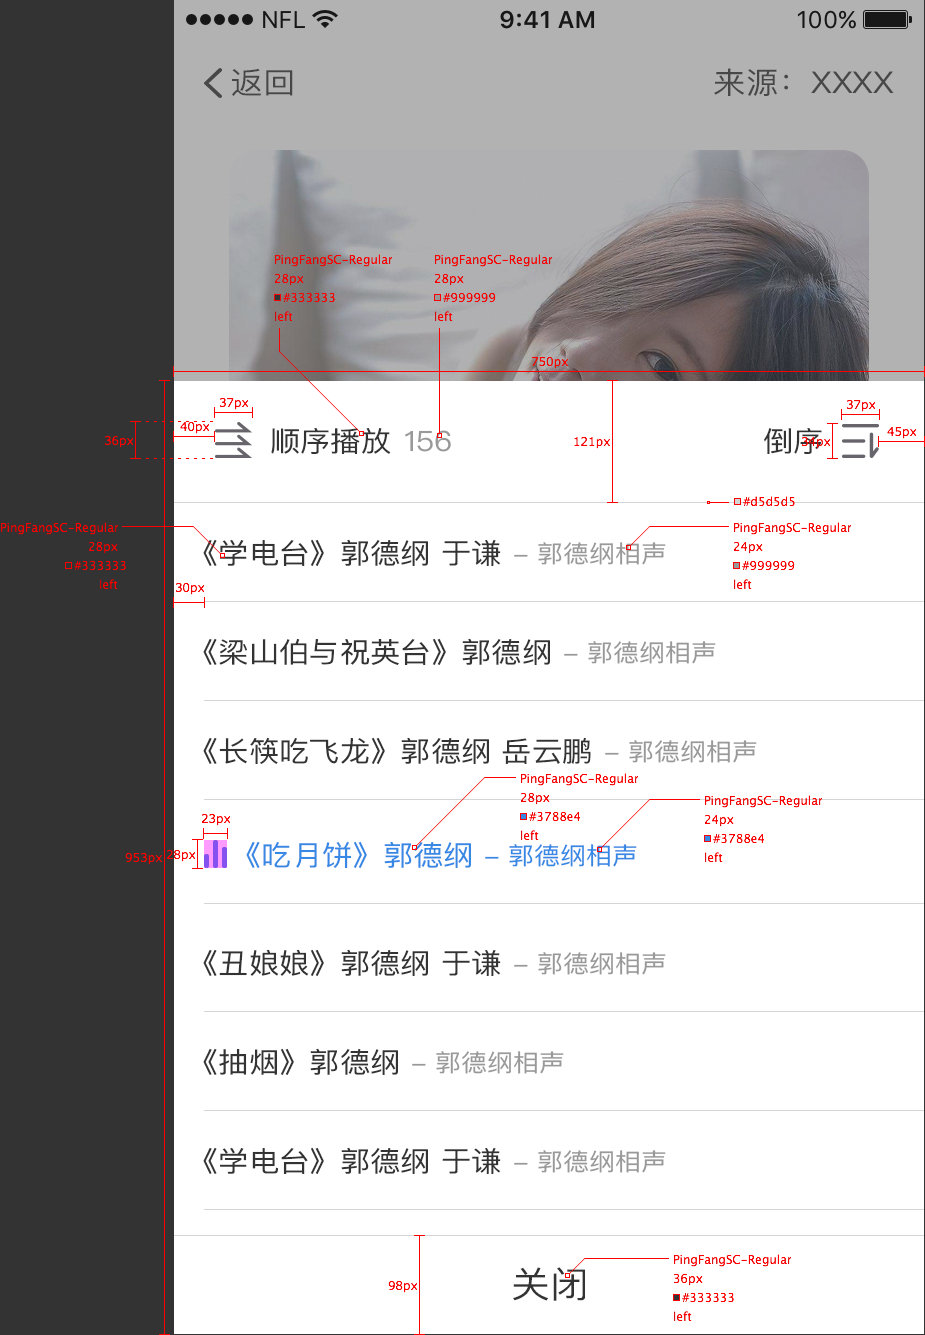 NFL 9:41 AM 100%
返回 来源：XXXX
PingFangSC-Regular PingFangSC-Regular
28px 28px
#333333 #999999
left left
750px
37px 37px
40px 45px
36px 顺序播放 156 121px 倒序 34px
#d5d5d5
PingFangSC-Regular PingFangSC-Regular
28px 24px
《学电台》郭德纲 于谦 – 郭德纲相声
#333333 #999999
left left
30px
《梁山伯与祝英台》郭德纲 – 郭德纲相声
《长筷吃飞龙》郭德纲 岳云鹏 – 郭德纲相声
PingFangSC-Regular PingFangSC-Regular
28px 24px
#3788e4 #3788e4
left left
23px
953px 28px 《吃月饼》郭德纲 – 郭德纲相声
《丑娘娘》郭德纲 于谦 – 郭德纲相声
《抽烟》郭德纲 – 郭德纲相声
《学电台》郭德纲 于谦 – 郭德纲相声
98px 关闭
PingFangSC-Regular
36px
#333333
left